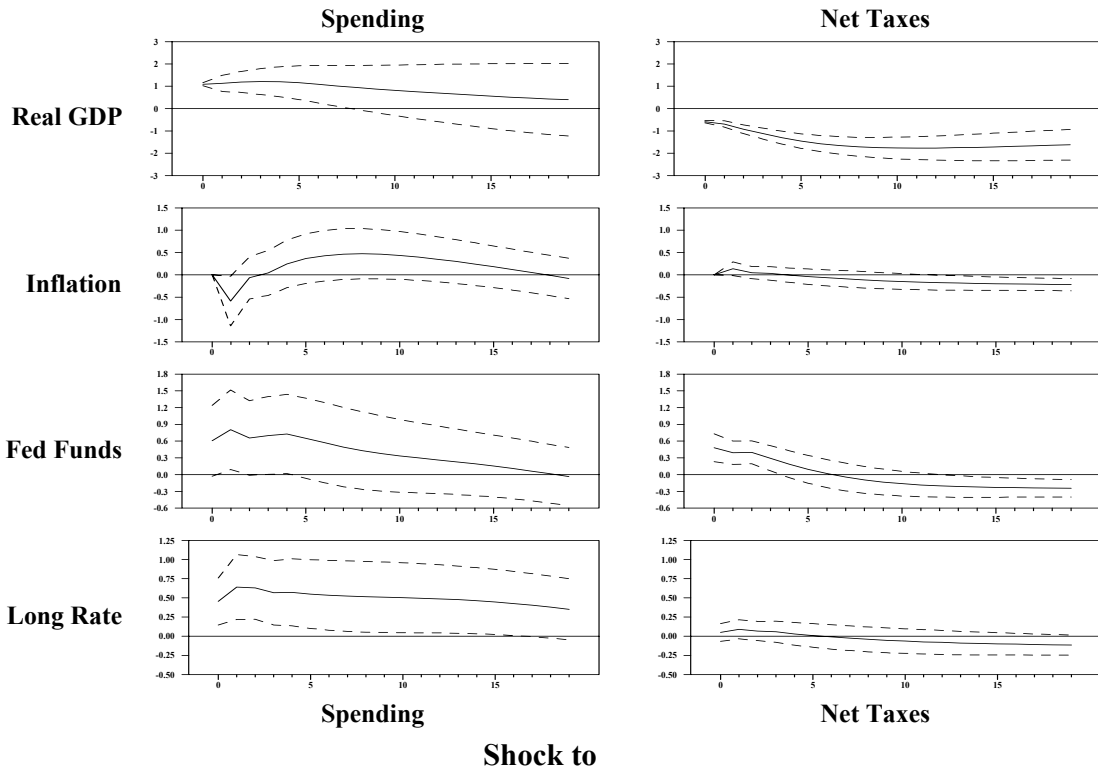 Spending Net Taxes
Real GDP
3 2 1 0 -1 -2 -3
0 5 10 15
3 2 1 0 -1 -2 -3
0 5 10 15
Inflation
1.5 1.0 0.5 0.0 -0.5 -1.0 -1.5
0 5 10 15
1.5 1.0 0.5 0.0 -0.5 -1.0 -1.5
0 5 10 15
Fed Funds
1.8 1.5 1.2 0.9 0.6 0.3 0.0 -0.3 -0.6
0 5 10 15
1.8 1.5 1.2 0.9 0.6 0.3 0.0 -0.3 -0.6
0 5 10 15
Long Rate
1.25 1.00 0.75 0.50 0.25 0.00 -0.25 -0.50
0 5 10 15
1.25 1.00 0.75 0.50 0.25 0.00 -0.25 -0.50
0 5 10 15
Spending Net Taxes
Shock to